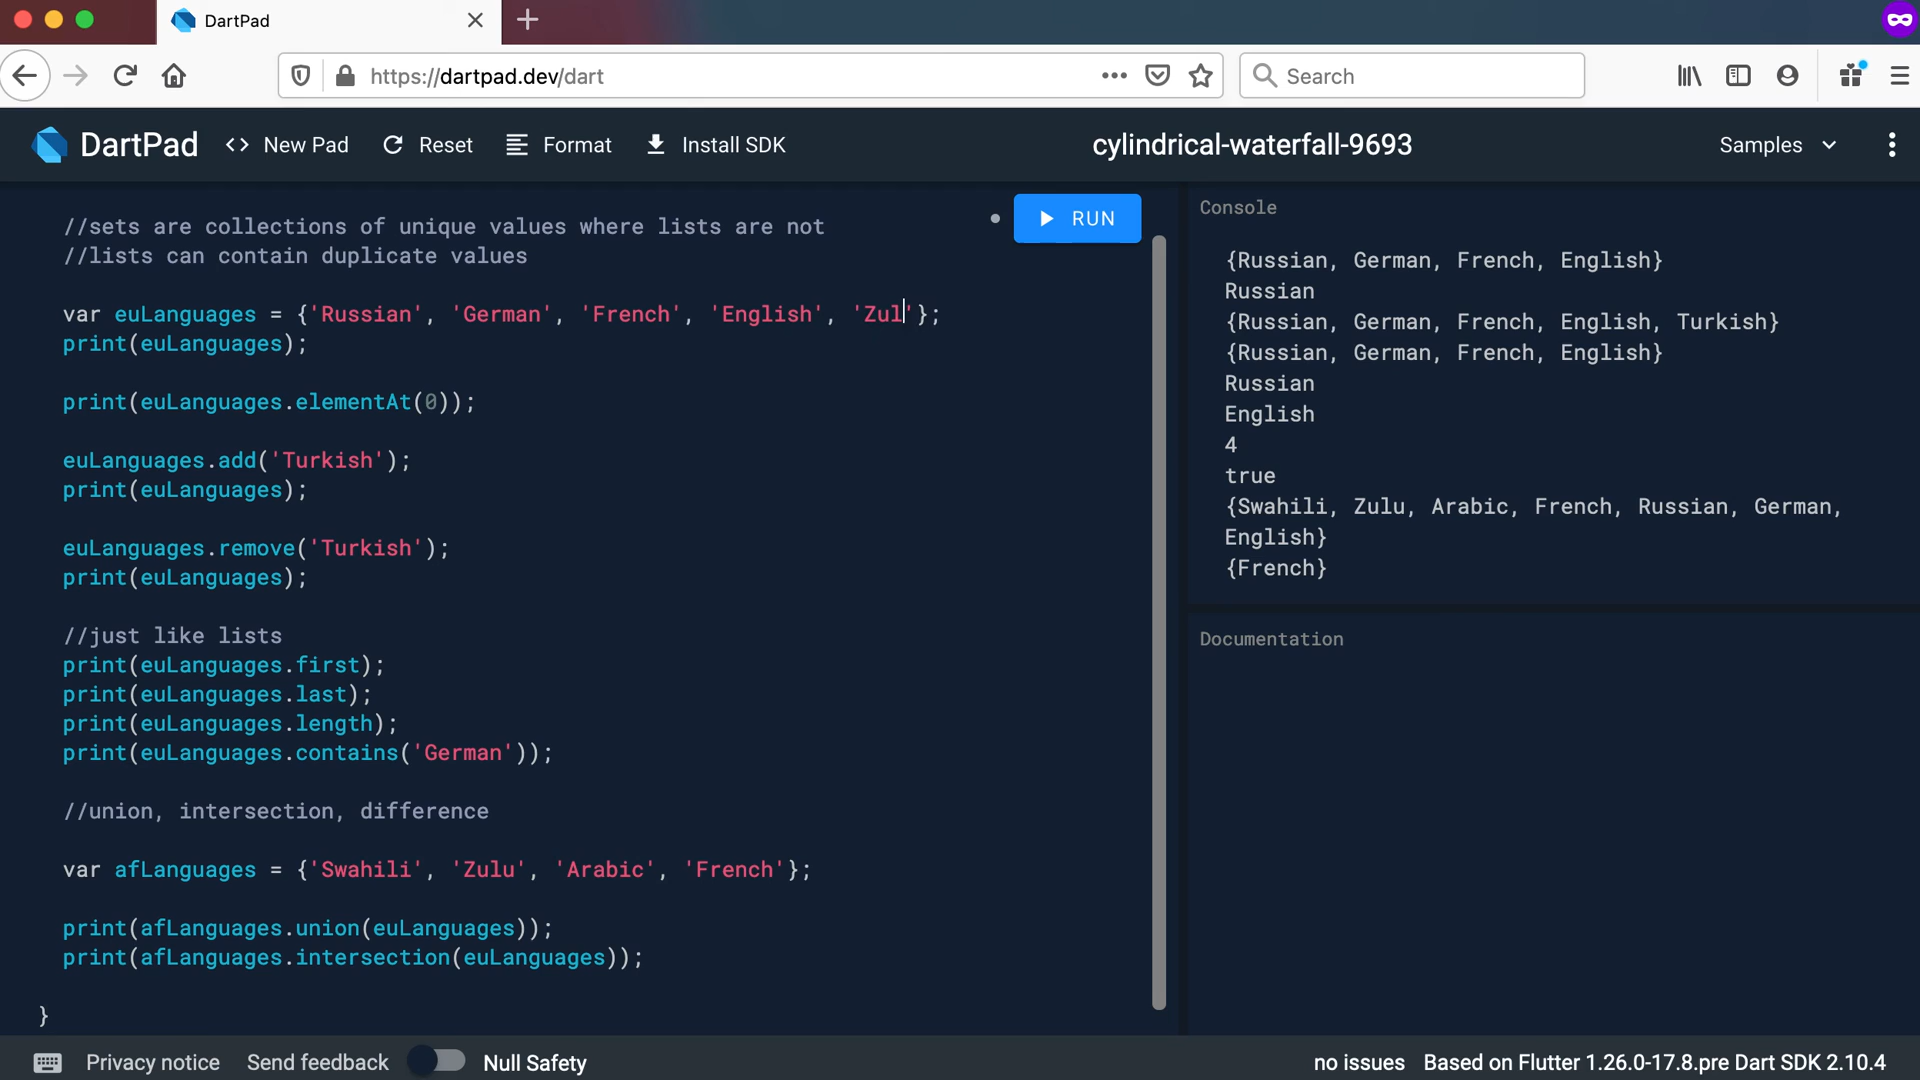 DartPad
https://dartpad.dev/dart
Search
DartPad
<> New Pad
Reset
Format
Install SDK
cylindrical-waterfall-9693
Samples
//sets are collections of unique values where lists are not
//lists can contain duplicate values
var euLanguages = {'Russian', 'German', 'French', 'English', 'Zul'};
print(euLanguages);
print(euLanguages.elementAt(0));
euLanguages.add('Turkish');
print(euLanguages);
euLanguages.remove('Turkish');
print(euLanguages);
//just like lists
print(euLanguages.first);
print(euLanguages.last);
print(euLanguages.length);
print(euLanguages.contains('German'));
//union, intersection, difference
var afLanguages = {'Swahili', 'Zulu', 'Arabic', 'French'};
print(afLanguages.union(euLanguages));
print(afLanguages.intersection(euLanguages));
}
RUN
Console
{Russian, German, French, English}
Russian
{Russian, German, French, English, Turkish}
{Russian, German, French, English}
Russian
English
4
true
{Swahili, Zulu, Arabic, French, Russian, German,
English}
{French}
Documentation
Privacy notice
Send feedback
Null Safety
no issues
Based on Flutter 1.26.0-17.8.pre Dart SDK 2.10.4